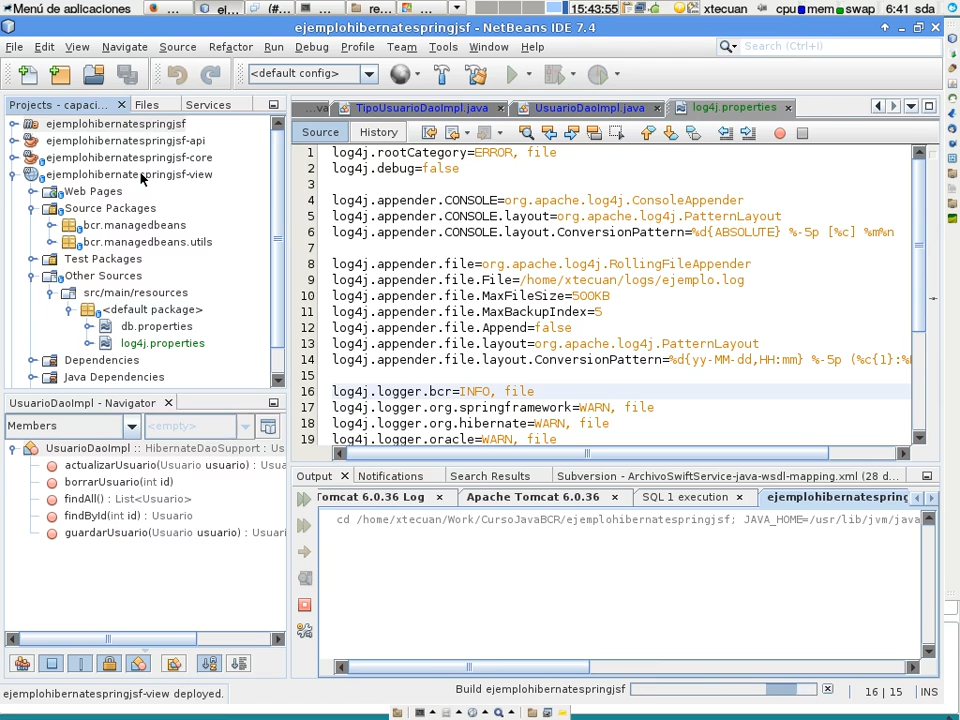 Menú de aplicaciones
el...
(#...
re...
xtecuan
cpu mem swap
6:41 sda
15:43:55
ejemplohibernatespringjsf - NetBeans IDE 7.4
File Edit View Navigate Source Refactor Run Debug Profile Team Tools Window Help
Search (Ctrl+I)
<default config>
Projects - capaci...
Files
Services
...va
TipoUsuarioDaoImpl.java
UsuarioDaoImpl.java
log4j.properties
Source
History
ejemplohibernatespringjsf
ejemplohibernatespringjsf-api
ejemplohibernatespringjsf-core
ejemplohibernatespringjsf-view
Web Pages
Source Packages
bcr.managedbeans
bcr.managedbeans.utils
Test Packages
Other Sources
src/main/resources
<default package>
db.properties
log4j.properties
Dependencies
Java Dependencies
1 log4j.rootCategory=ERROR, file
2 log4j.debug=false
3
4 log4j.appender.CONSOLE=org.apache.log4j.ConsoleAppender
5 log4j.appender.CONSOLE.layout=org.apache.log4j.PatternLayout
6 log4j.appender.CONSOLE.layout.ConversionPattern=%d{ABSOLUTE} %-5p [%c] %m%n
7
8 log4j.appender.file=org.apache.log4j.RollingFileAppender
9 log4j.appender.file.File=/home/xtecuan/logs/ejemplo.log
10 log4j.appender.file.MaxFileSize=500KB
11 log4j.appender.file.MaxBackupIndex=5
12 log4j.appender.file.Append=false
13 log4j.appender.file.layout=org.apache.log4j.PatternLayout
14 log4j.appender.file.layout.ConversionPattern=%d{yy-MM-dd,HH:mm} %-5p (%c{1}:%
15
16 log4j.logger.bcr=INFO, file
17 log4j.logger.org.springframework=WARN, file
18 log4j.logger.org.hibernate=WARN, file
19 log4j.logger.oracle=WARN, file
UsuarioDaoImpl - Navigator
Members
<empty>
UsuarioDaoImpl :: HibernateDaoSupport : I
actualizarUsuario(Usuario usuario) : Usua
borrarUsuario(int id)
findAll() : List<Usuario>
findById(int id) : Usuario
guardarUsuario(Usuario usuario) : Usuari
Output
Notifications
Search Results
Subversion - ArchivoSwiftService-java-wsdl-mapping.xml (28 d...
Tomcat 6.0.36 Log
Apache Tomcat 6.0.36
SQL 1 execution
ejemplohibernatespring
cd /home/xtecuan/Work/CursoJavaBCR/ejemplohibernatespringjsf; JAVA_HOME=/usr/lib/jvm/java
ejemplohibernatespringjsf-view deployed.
Build ejemplohibernatespringjsf
16 | 15
INS